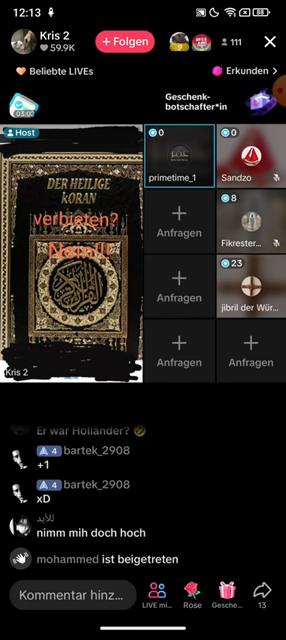 12:13
88
Kris 2
59.9K
+ Folgen
9
111
Beliebte LIVEs
Erkunden >
03:00
Geschenk-
botschafter*in
Host
DER HEILIGE
KORAN
verbieten?
Nein!!!
Kris 2
0
primetime_1
0
Sandzo
Anfragen
8
Fikrester...
Anfragen
23
jibril der Wür...
Anfragen
Anfragen
Er war Holländer? 🤣
4 bartek_2908
+1
4 bartek_2908
xD
للأبد
nimm mih doch hoch
mohammed ist beigetreten
Kommentar hinz...
LIVE mi...
Rose
Gesche...
13